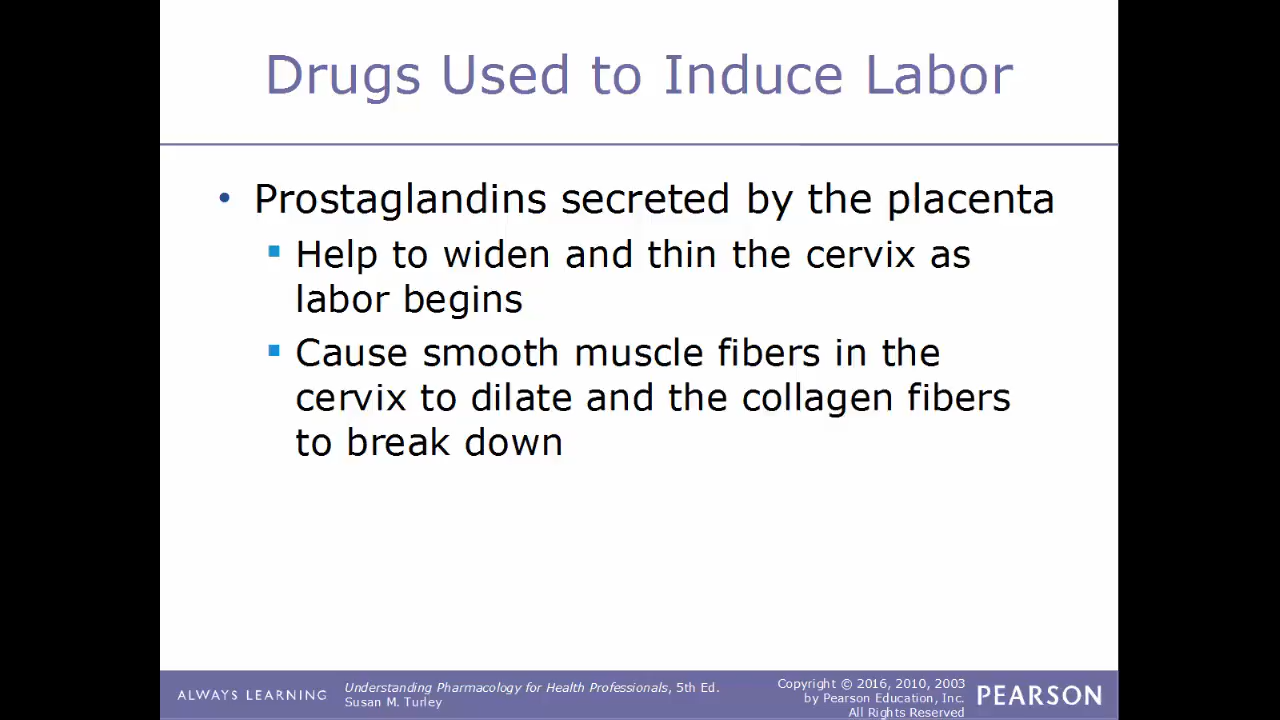 Drugs Used to Induce Labor
• Prostaglandins secreted by the placenta
▪ Help to widen and thin the cervix as
labor begins
▪ Cause smooth muscle fibers in the
cervix to dilate and the collagen fibers
to break down
ALWAYS LEARNING
Understanding Pharmacology for Health Professionals, 5th Ed.
Susan M. Turley
Copyright © 2016, 2010, 2003
by Pearson Education, Inc.
All Rights Reserved
PEARSON